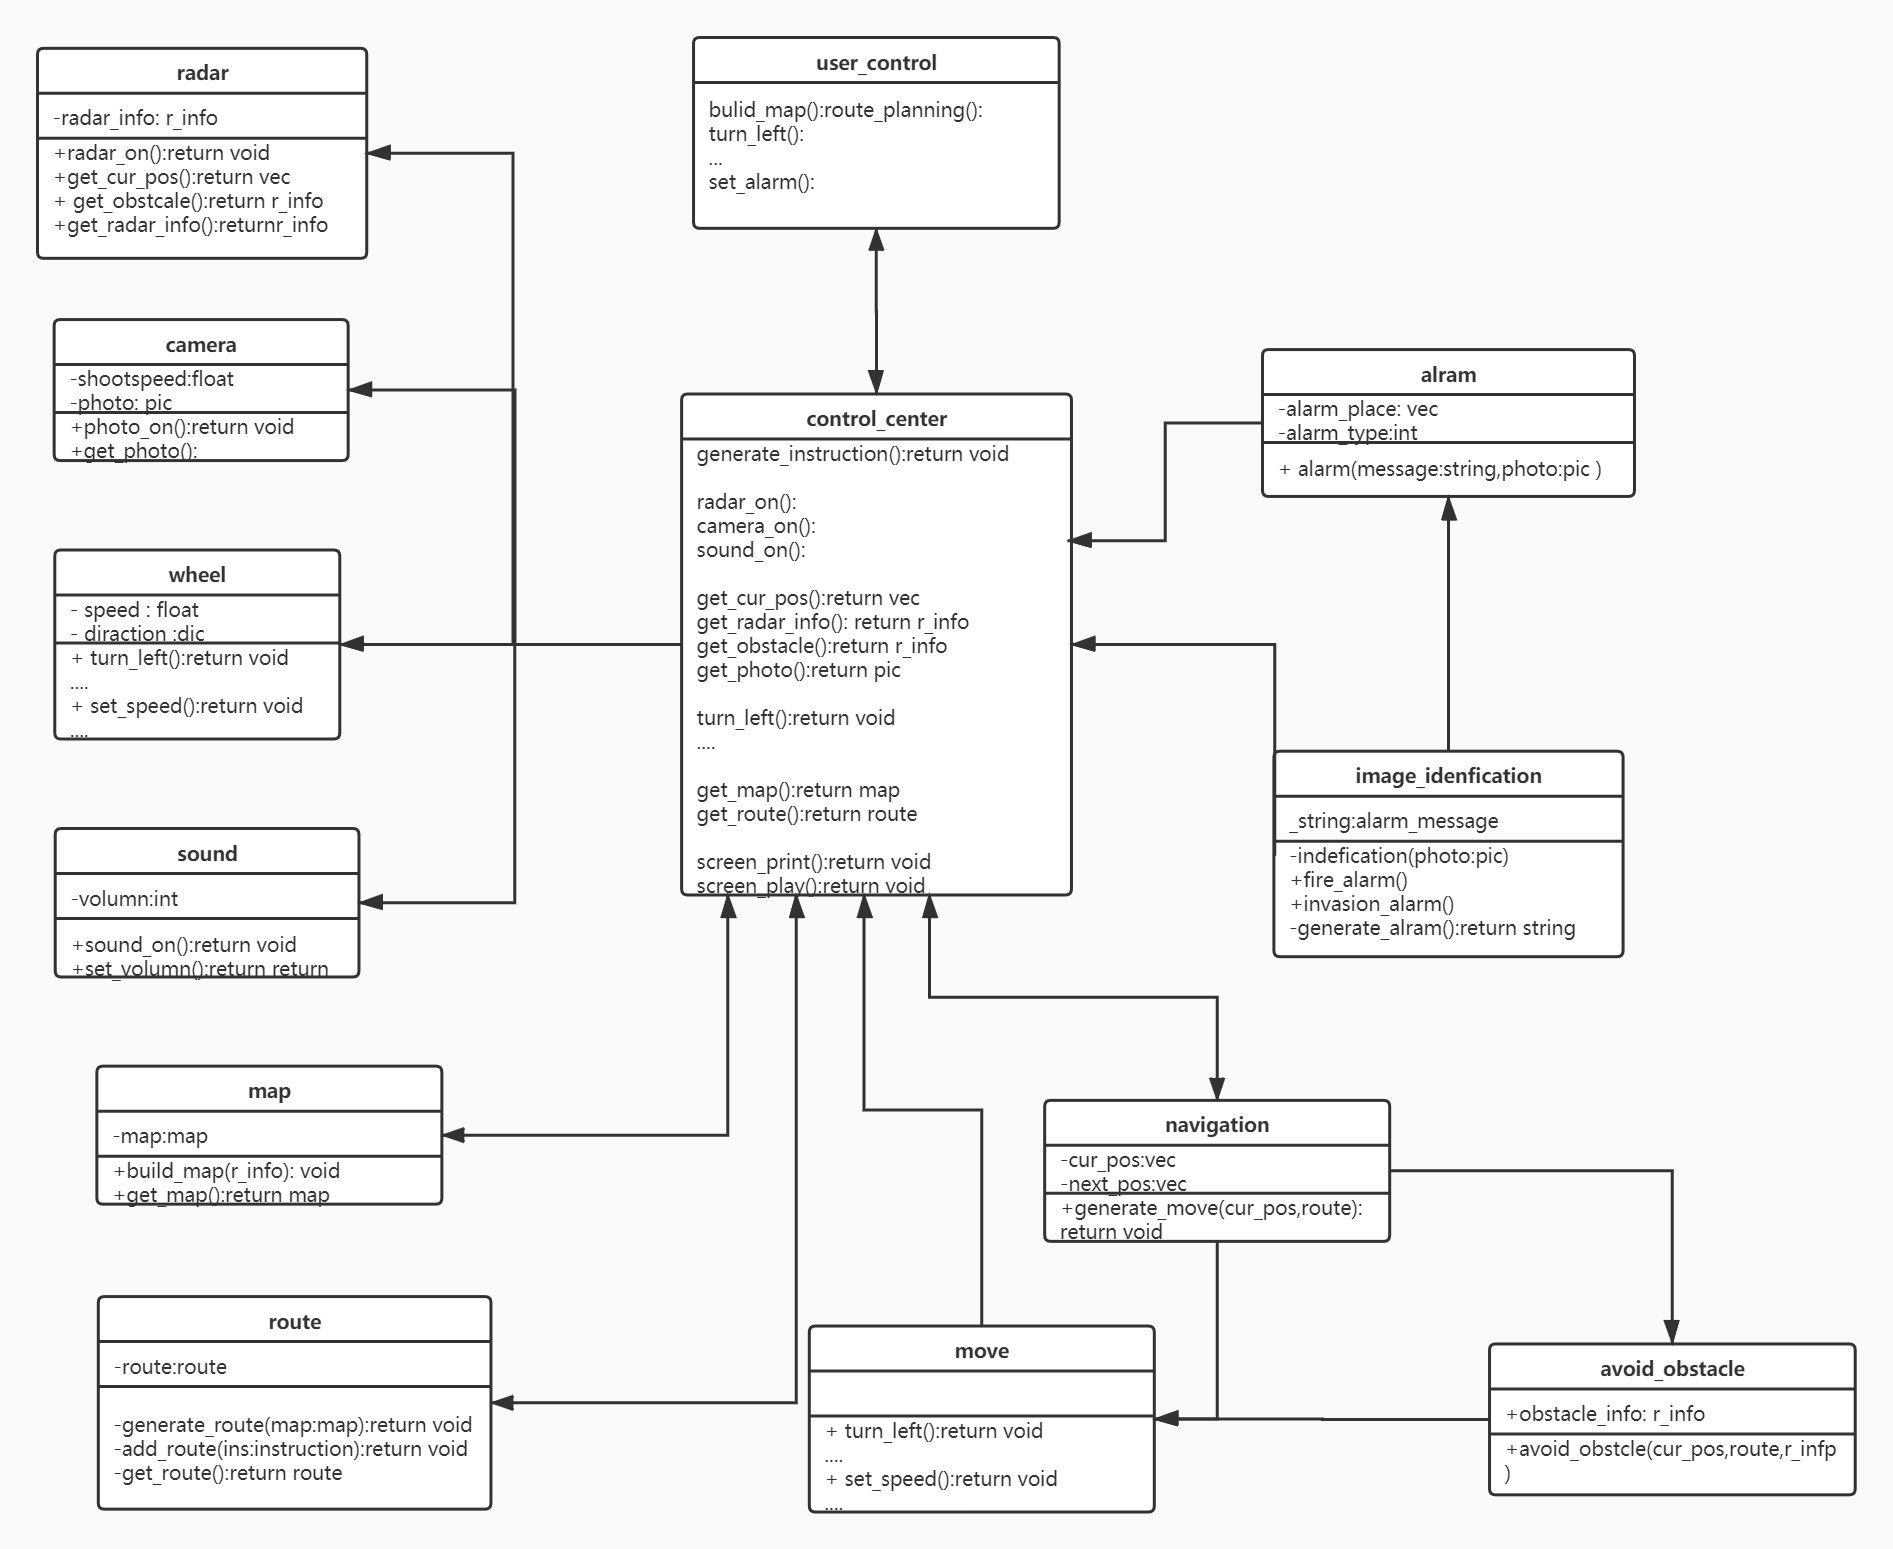 radar
-radar_info: r_info
+radar_on():return void
+get_cur_pos():return vec
+ get_obstcale():return r_info
+get_radar_info():returnr_info
user_control
bulid_map():route_planning():
turn_left():
...
set_alarm():
camera
-shootspeed:float
-photo: pic
+photo_on():return void
+get_photo():
control_center
generate_instruction():return void
radar_on():
camera_on():
sound_on():
get_cur_pos():return vec
get_radar_info(): return r_info
get_obstacle():return r_info
get_photo():return pic
turn_left():return void
....
get_map():return map
get_route():return route
screen_print():return void
screen_play():return void
alram
-alarm_place: vec
-alarm_type:int
+ alarm(message:string,photo:pic )
wheel
- speed : float
- diraction :dic
+ turn_left():return void
....
+ set_speed():return void
....
image_idenfication
_string:alarm_message
-indefication(photo:pic)
+fire_alarm()
+invasion_alarm()
-generate_alram():return string
sound
-volumn:int
+sound_on():return void
+set_volumn():return return
map
-map:map
+build_map(r_info): void
+get_map():return map
navigation
-cur_pos:vec
-next_pos:vec
+generate_move(cur_pos,route):
return void
route
-route:route
-generate_route(map:map):return void
-add_route(ins:instruction):return void
-get_route():return route
move
+ turn_left():return void
....
+ set_speed():return void
....
avoid_obstacle
+obstacle_info: r_info
+avoid_obstcle(cur_pos,route,r_infp
)